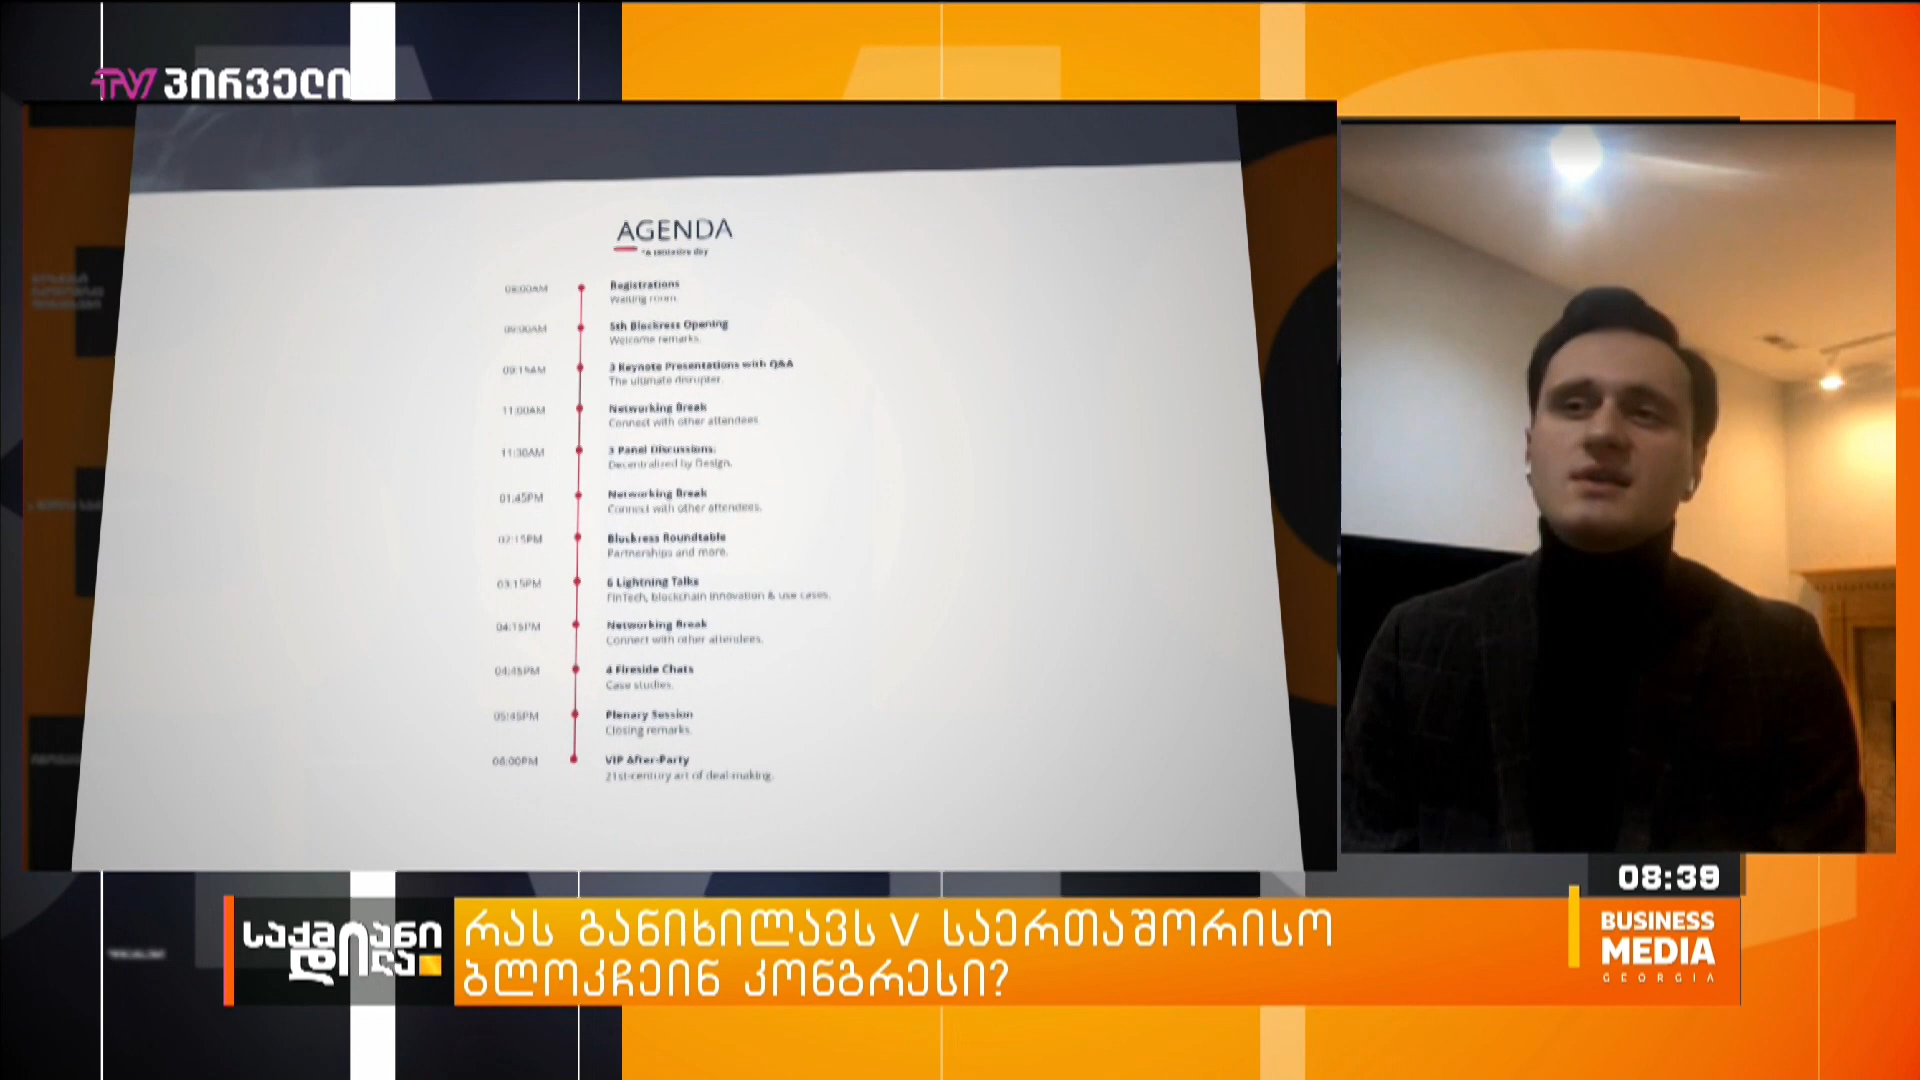 TV7 პირველი
AGENDA
08:00AM
Registrations
Waiting room.
09:00AM
5th Blockress Opening
Welcome remarks.
09:15AM
3 Keynote Presentations with Q&A
The ultimate disrupter.
11:00AM
Networking Break
Connect with other attendees
11:30AM
3 Panel Discussions.
Decentralized by Design.
01:45PM
Networking Break
Connect with other attendees.
02:15PM
Blockress Roundtable
Partnerships and more.
03:15PM
6 Lightning Talks
FinTech, blockchain innovation & use cases.
04:15PM
Networking Break
Connect with other attendees.
04:45PM
4 Fireside Chats
Case studies.
05:45PM
Plenary Session
Closing remarks.
06:00PM
VIP After-Party
21st-century art of deal-making.
08:39
საქმიანი
დილა
რას განიხილავს V საერთაშორისო
ბლოკჩეინ კონგრესი?
BUSINESS
MEDIA
GEORGIA